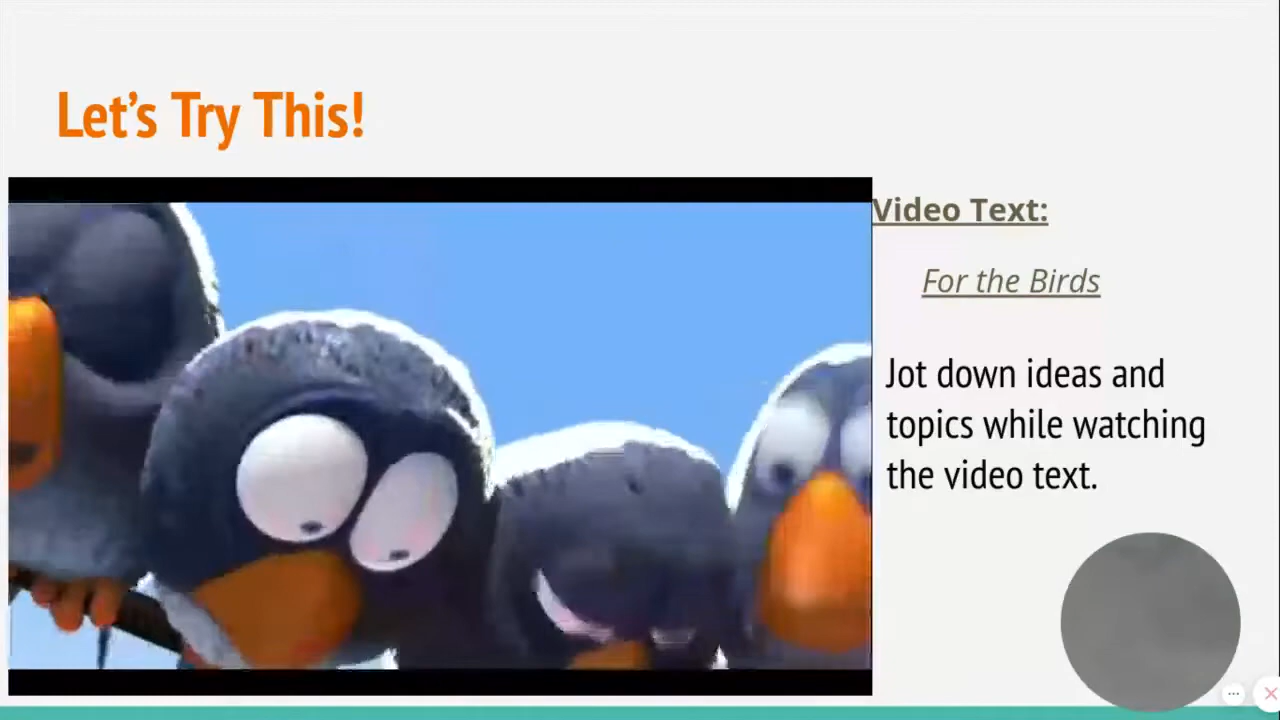 Let’s Try This!
Video Text:
For the Birds
Jot down ideas and
topics while watching
the video text.